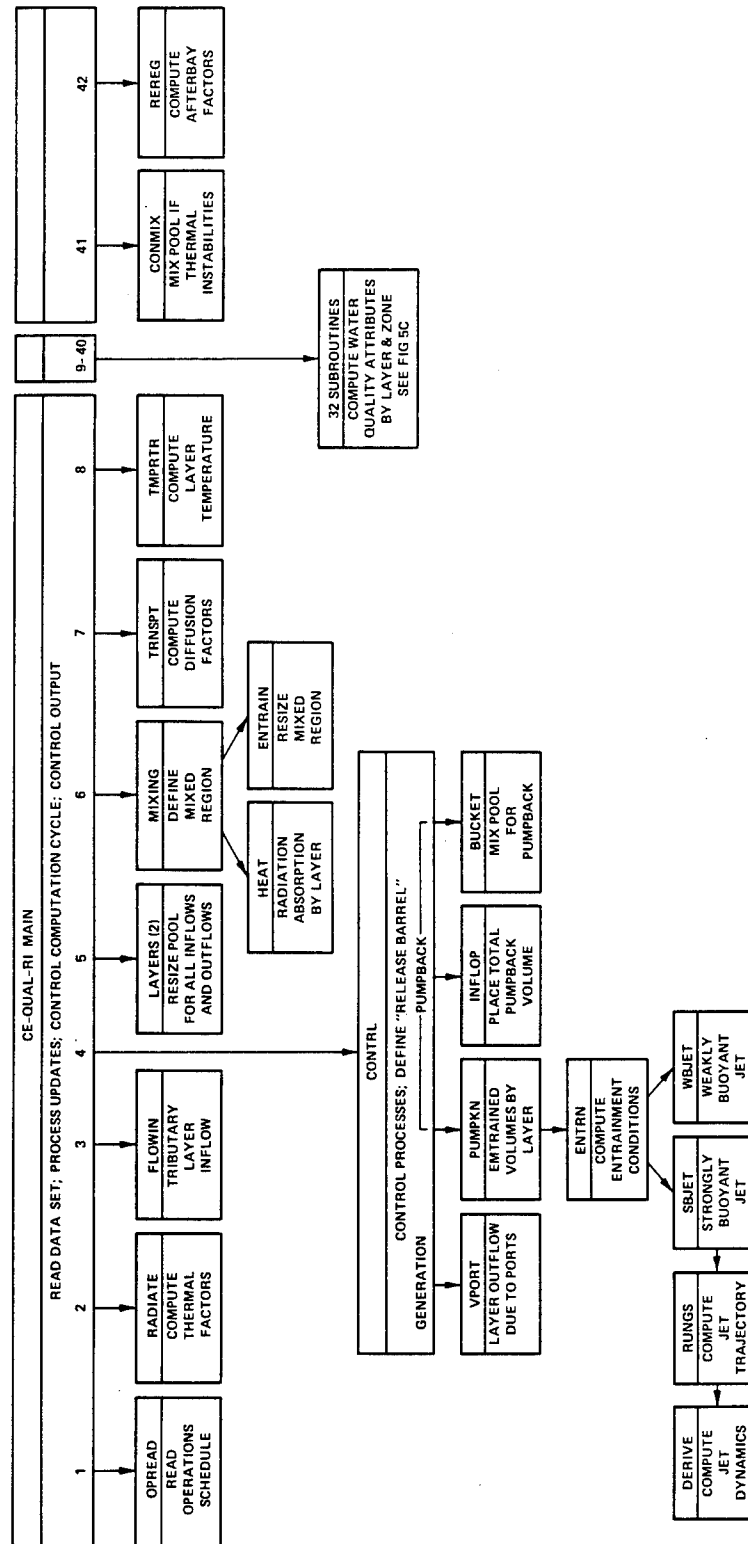 CE-QUAL-RI MAIN
READ DATA SET; PROCESS UPDATES; CONTROL COMPUTATION CYCLE; CONTROL OUTPUT
1
2
3
4
5
6
7
8
9-40
41
42
OPREAD
READ
OPERATIONS
SCHEDULE
RADIATE
COMPUTE
THERMAL
FACTORS
FLOWIN
TRIBUTARY
LAYER
INFLOW
LAYERS (2)
RESIZE POOL
FOR ALL INFLOWS
AND OUTFLOWS
MIXING
DEFINE
MIXED
REGION
TRNSPT
COMPUTE
DIFFUSION
FACTORS
TMPRTR
COMPUTE
LAYER
TEMPERATURE
CONMIX
MIX POOL IF
THERMAL
INSTABILITIES
REREG
COMPUTE
AFTERBAY
FACTORS
HEAT
RADIATION
ABSORPTION
BY LAYER
ENTRAIN
RESIZE
MIXED
REGION
32 SUBROUTINES
COMPUTE WATER
QUALITY ATTRIBUTES
BY LAYER & ZONE
SEE FIG 5C
CONTRL
CONTROL PROCESSES; DEFINE "RELEASE BARREL"
GENERATION
PUMPBACK
VPORT
LAYER OUTFLOW
DUE TO PORTS
PUMPKN
EMTRAINED
VOLUMES BY
LAYER
INFLOP
PLACE TOTAL
PUMPBACK
VOLUME
BUCKET
MIX POOL
FOR
PUMPBACK
ENTRN
COMPUTE
ENTRAINMENT
CONDITIONS
DERIVE
COMPUTE
JET
DYNAMICS
RUNGS
COMPUTE
JET
TRAJECTORY
SBJET
STRONGLY
BUOYANT
JET
WBJET
WEAKLY
BUOYANT
JET